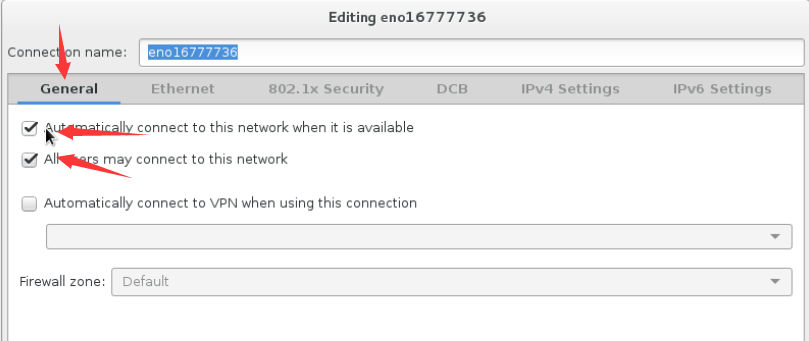 Editing eno16777736
Connection name: eno16777736
General Ethernet 802.1x Security DCB IPv4 Settings IPv6 Settings
Automatically connect to this network when it is available
All users may connect to this network
Automatically connect to VPN when using this connection
Firewall zone: Default